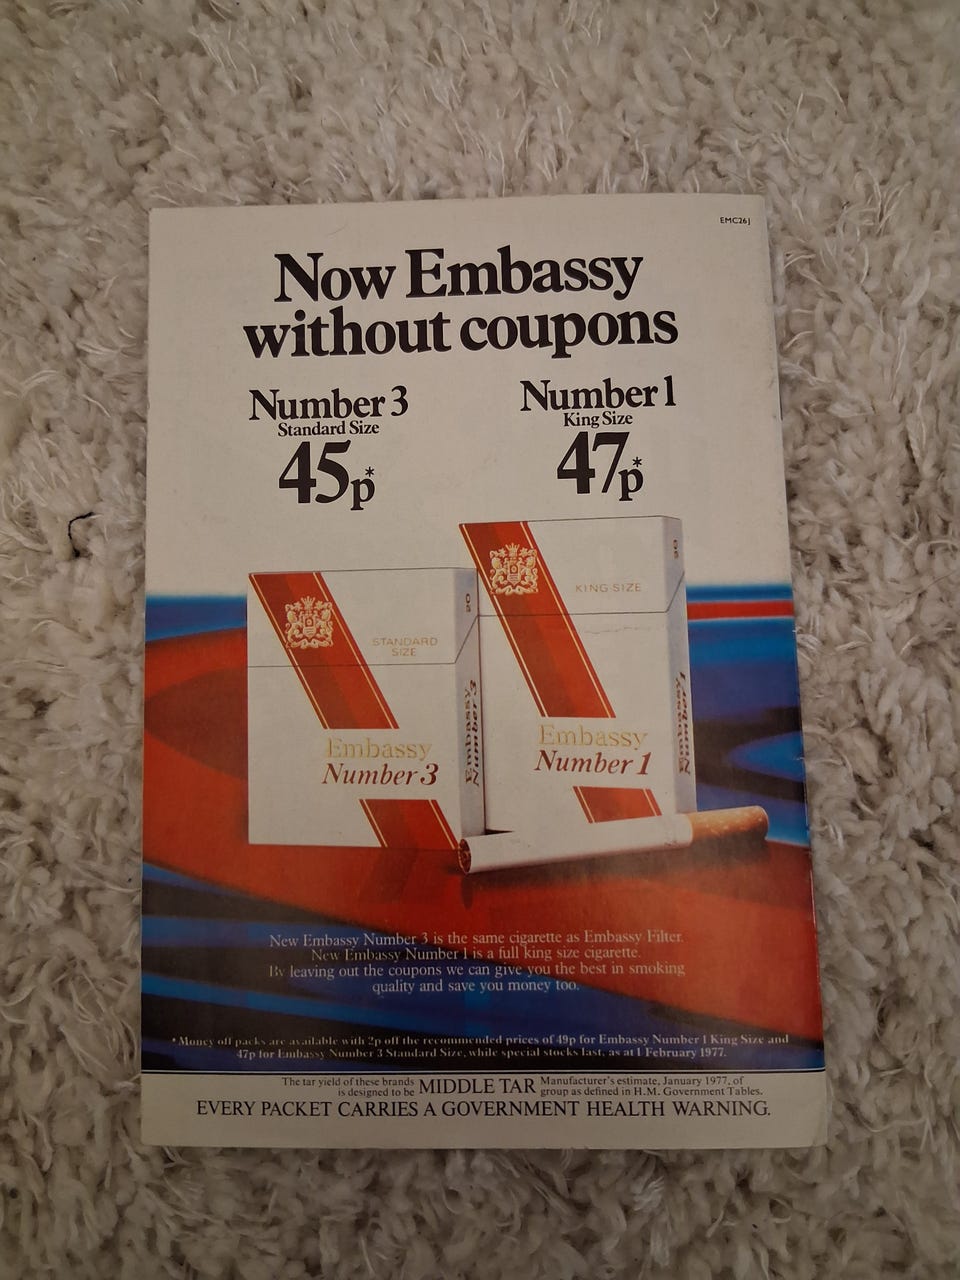 EMC26J
Now Embassy
without coupons
Number 3
Standard Size
45p*
Number 1
King Size
47p*
STANDARD
SIZE
20
Embassy
Number 3
Embassy
Number 3
KING SIZE
20
Embassy
Number 1
Embassy
Number 1
New Embassy Number 3 is the same cigarette as Embassy Filter.
New Embassy Number 1 is a full king size cigarette.
By leaving out the coupons we can give you the best in smoking
quality and save you money too.
*Money off packs are available with 2p off the recommended prices of 49p for Embassy Number 1 King Size and
47p for Embassy Number 3 Standard Size, while special stocks last, as at 1 February 1977.
The tar yield of these brands
is designed to be
MIDDLE TAR
Manufacturer's estimate, January 1977, of
group as defined in H.M. Government Tables.
EVERY PACKET CARRIES A GOVERNMENT HEALTH WARNING.